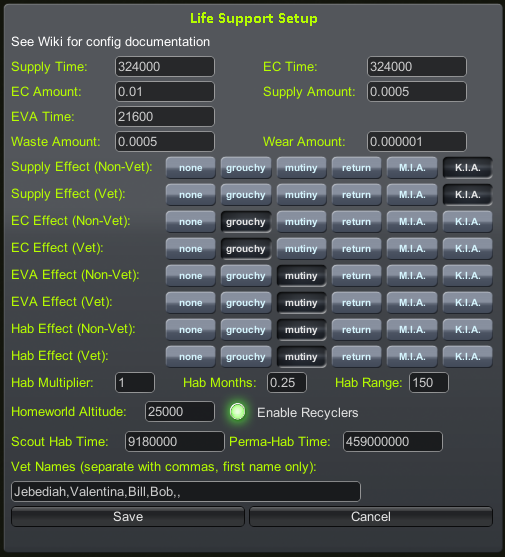 Life Support Setup
See Wiki for config documentation
Supply Time: 324000 EC Time: 324000
EC Amount: 0.01 Supply Amount: 0.0005
EVA Time: 21600
Waste Amount: 0.0005 Wear Amount: 0.000001
Supply Effect (Non-Vet): none grouchy mutiny return M.I.A. K.I.A.
Supply Effect (Vet): none grouchy mutiny return M.I.A. K.I.A.
EC Effect (Non-Vet): none grouchy mutiny return M.I.A. K.I.A.
EC Effect (Vet): none grouchy mutiny return M.I.A. K.I.A.
EVA Effect (Non-Vet): none grouchy mutiny return M.I.A. K.I.A.
EVA Effect (Vet): none grouchy mutiny return M.I.A. K.I.A.
Hab Effect (Non-Vet): none grouchy mutiny return M.I.A. K.I.A.
Hab Effect (Vet): none grouchy mutiny return M.I.A. K.I.A.
Hab Multiplier: 1 Hab Months: 0.25 Hab Range: 150
Homeworld Altitude: 25000 Enable Recyclers
Scout Hab Time: 9180000 Perma-Hab Time: 459000000
Vet Names (separate with commas, first name only):
Jebediah,Valentina,Bill,Bob,,
Save Cancel